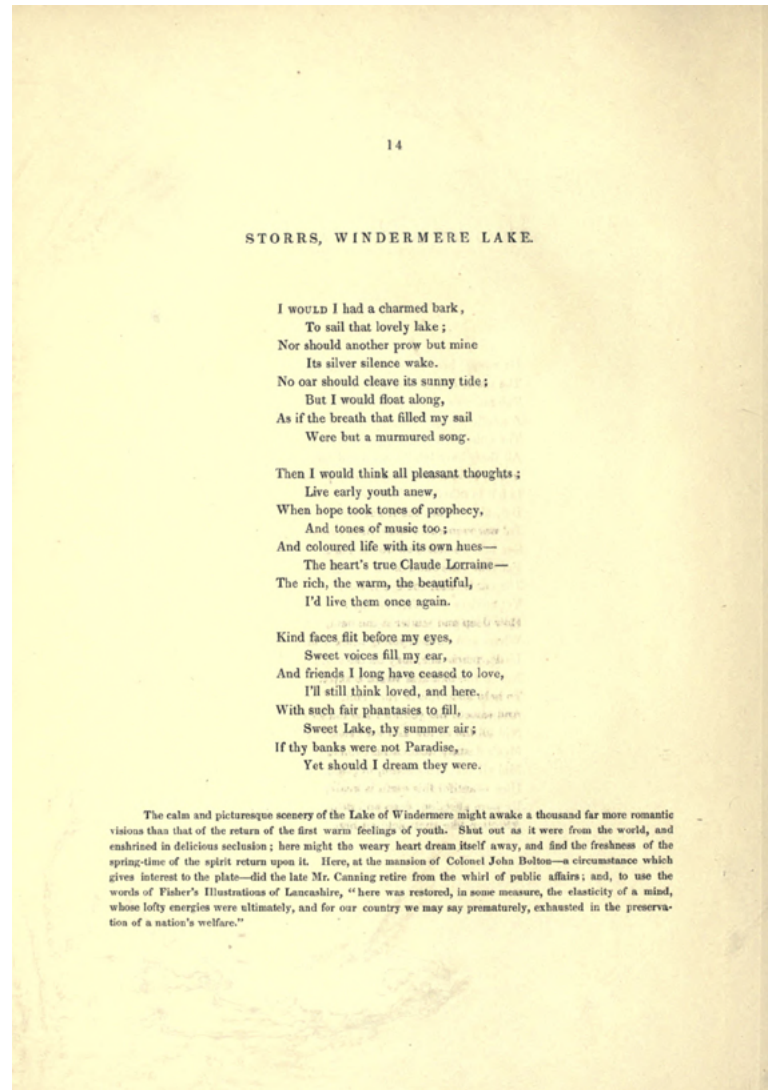 14
STORRS, WINDERMERE LAKE.
I WOULD I had a charmed bark,
To sail that lovely lake;
Nor should another prow but mine
Its silver silence wake.
No oar should cleave its sunny tide;
But I would float along,
As if the breath that filled my sail
Were but a murmured song.
Then I would think all pleasant thoughts;
Live early youth anew,
When hope took tones of prophecy,
And tones of music too;
And coloured life with its own hues—
The heart's true Claude Lorraine—
The rich, the warm, the beautiful,
I'd live them once again.
Kind faces flit before my eyes,
Sweet voices fill my ear,
And friends I long have ceased to love,
I'll still think loved, and here.
With such fair phantasies to fill,
Sweet Lake, thy summer air;
If thy banks were not Paradise,
Yet should I dream they were.
The calm and picturesque scenery of the Lake of Windermere might awake a thousand far more romantic
visions than that of the return of the first warm feelings of youth. Shut out as it were from the world, and
enshrined in delicious seclusion; here might the weary heart dream itself away, and find the freshness of the
spring-time of the spirit return upon it. Here, at the mansion of Colonel John Bolton—a circumstance which
gives interest to the plate—did the late Mr. Canning retire from the whirl of public affairs; and, to use the
words of Fisher's Illustrations of Lancashire, "here was restored, in some measure, the elasticity of a mind,
whose lofty energies were ultimately, and for our country we may say prematurely, exhausted in the preserva-
tion of a nation's welfare."